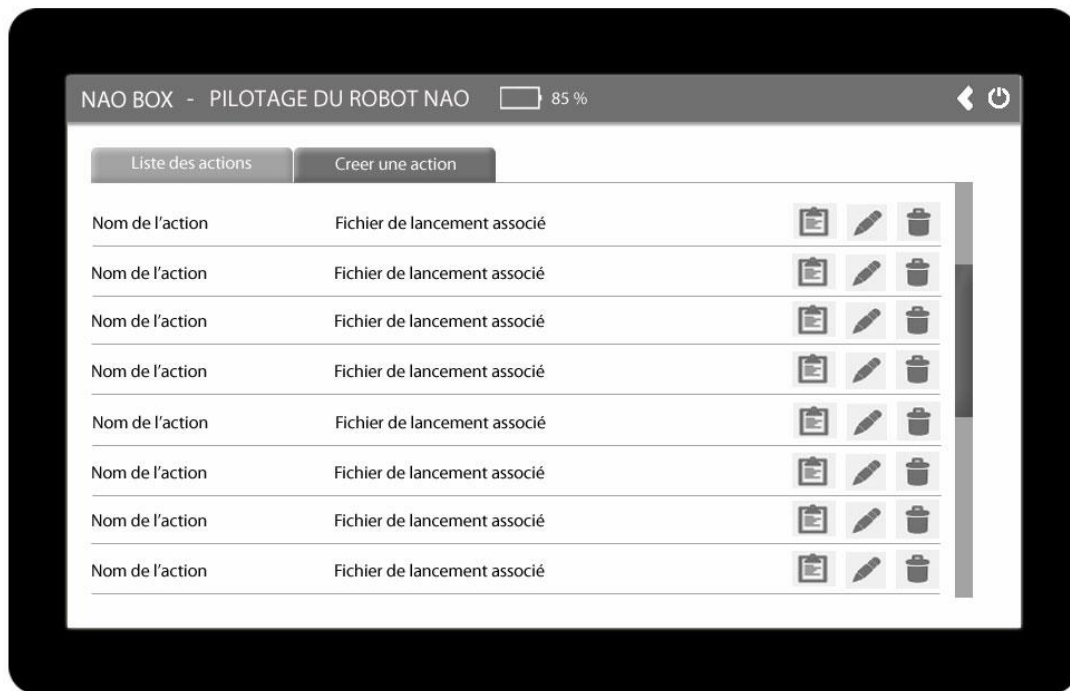 NAO BOX - PILOTAGE DU ROBOT NAO 85 %
Liste des actions Creer une action
Nom de l'action Fichier de lancement associé
Nom de l'action Fichier de lancement associé
Nom de l'action Fichier de lancement associé
Nom de l'action Fichier de lancement associé
Nom de l'action Fichier de lancement associé
Nom de l'action Fichier de lancement associé
Nom de l'action Fichier de lancement associé
Nom de l'action Fichier de lancement associé